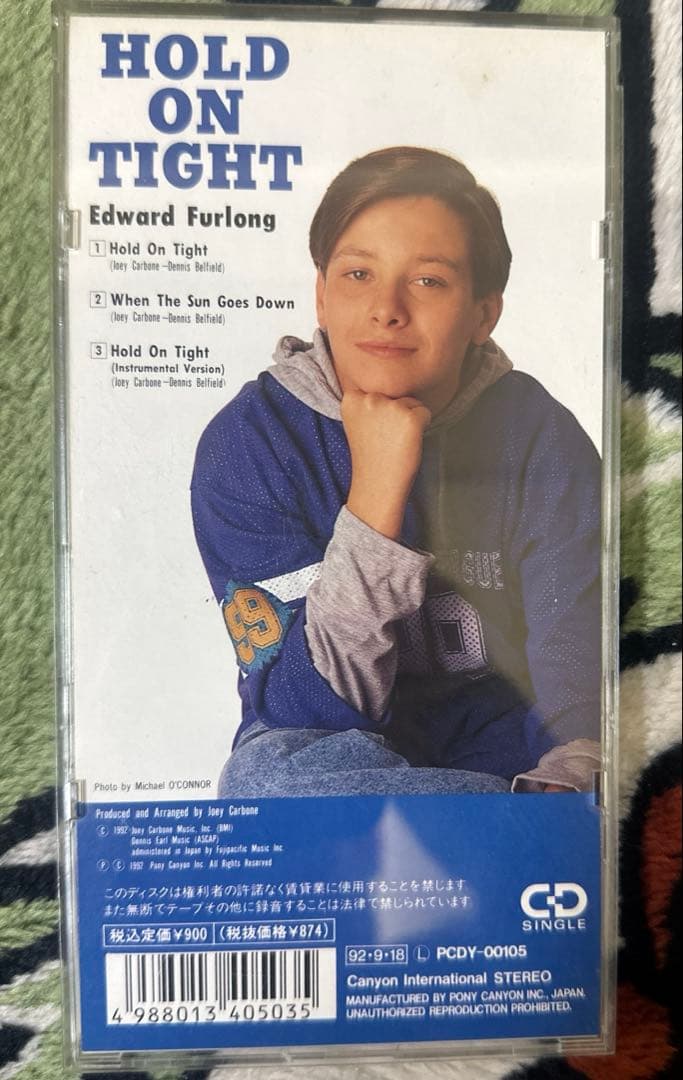 HOLD
ON
TIGHT
Edward Furlong
1 Hold On Tight
(Joey Carbone-Dennis Belfield)
2 When The Sun Goes Down
(Joey Carbone-Dennis Belfield)
3 Hold On Tight
(Instrumental Version)
(Joey Carbone-Dennis Belfield)
99
Photo by Michael O'CONNOR
Produced and Arranged by Joey Carbone
Ⓒ 1992 Joey Carbone Music, Inc. (BMI)
Dennis Earl Music (ASCAP)
administered in Japan by Fujipacific Music Inc.
Ⓟ Ⓒ 1992 Pony Canyon Inc. All Rights Reserved
このディスクは権利者の許諾なく賃貸業に使用することを禁じます
また無断でテープその他に録音することは法律で禁じられています
CD
SINGLE
税込定価¥900 (税抜価格¥874)
92・9・18 Ⓛ PCDY-00105
Canyon International STEREO
MANUFACTURED BY PONY CANYON INC., JAPAN.
UNAUTHORIZED REPRODUCTION PROHIBITED.
4 988013 405035